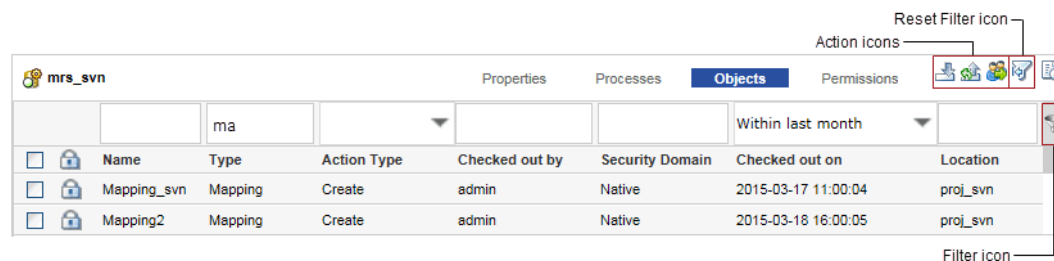 Reset Filter icon
Action icons
mrs_svn Properties Processes Objects Permissions
ma Within last month
Name Type Action Type Checked out by Security Domain Checked out on Location
Mapping_svn Mapping Create admin Native 2015-03-17 11:00:04 proj_svn
Mapping2 Mapping Create admin Native 2015-03-18 16:00:05 proj_svn
Filter icon